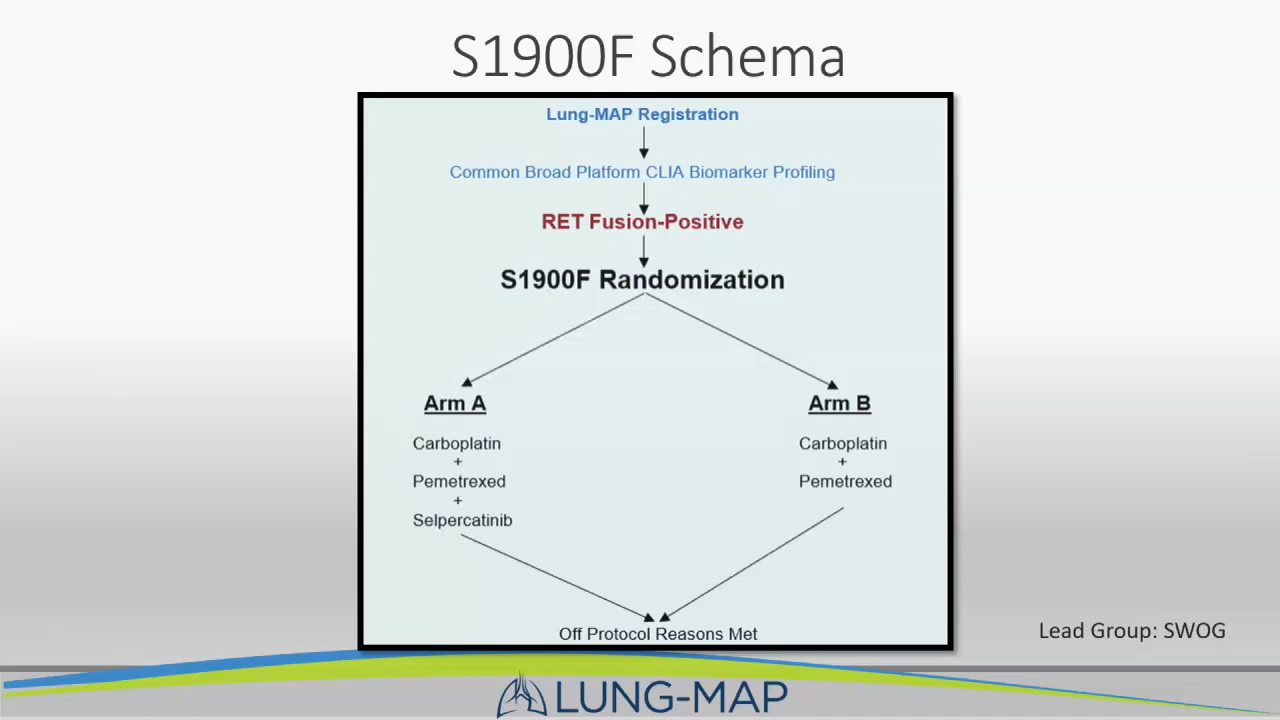 S1900F Schema
Lung-MAP Registration
Common Broad Platform CLIA Biomarker Profiling
RET Fusion-Positive
S1900F Randomization
Arm A
Carboplatin
+
Pemetrexed
+
Selpercatinib
Arm B
Carboplatin
+
Pemetrexed
Off Protocol Reasons Met
Lead Group: SWOG
LUNG-MAP